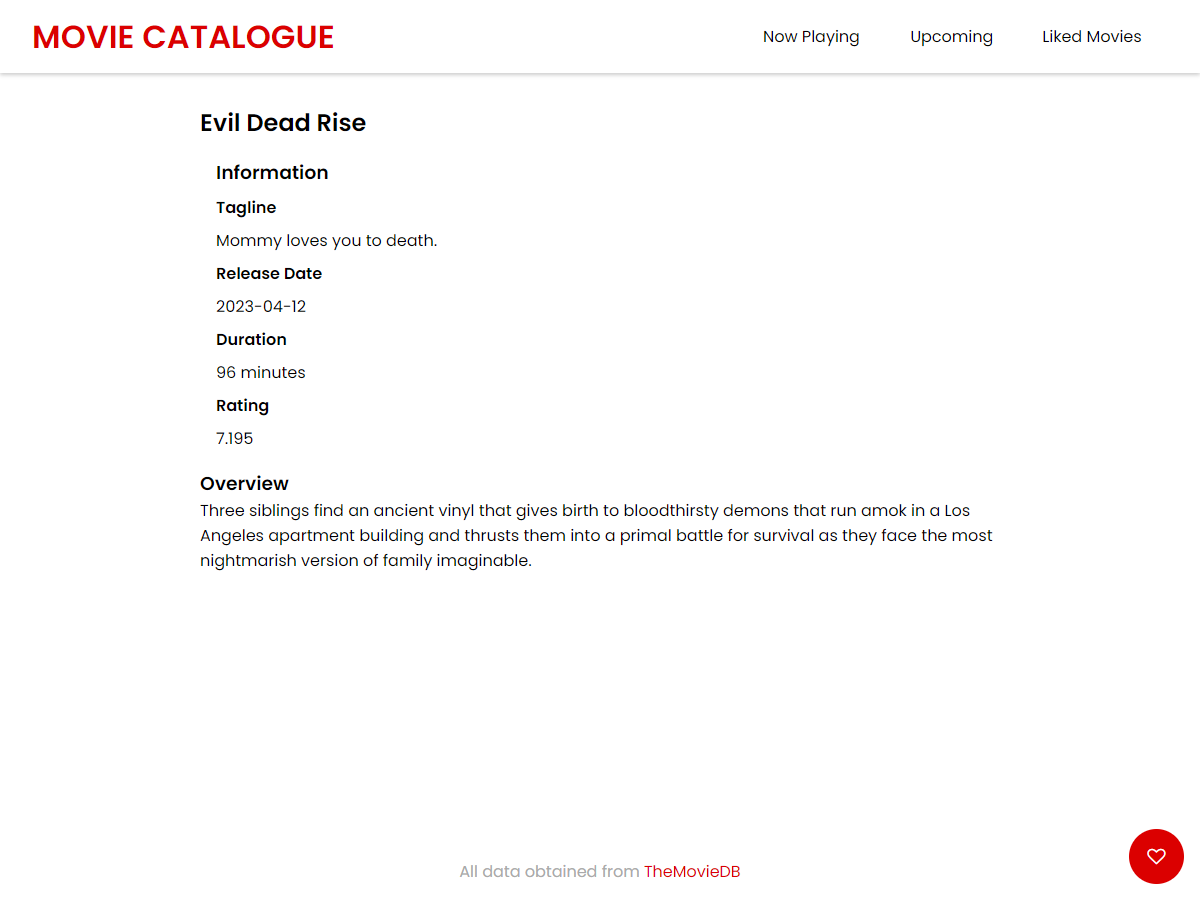 MOVIE CATALOGUE
Now Playing
Upcoming
Liked Movies
Evil Dead Rise
Information
Tagline
Mommy loves you to death.
Release Date
2023-04-12
Duration
96 minutes
Rating
7.195
Overview
Three siblings find an ancient vinyl that gives birth to bloodthirsty demons that run amok in a Los
Angeles apartment building and thrusts them into a primal battle for survival as they face the most
nightmarish version of family imaginable.
All data obtained from TheMovieDB